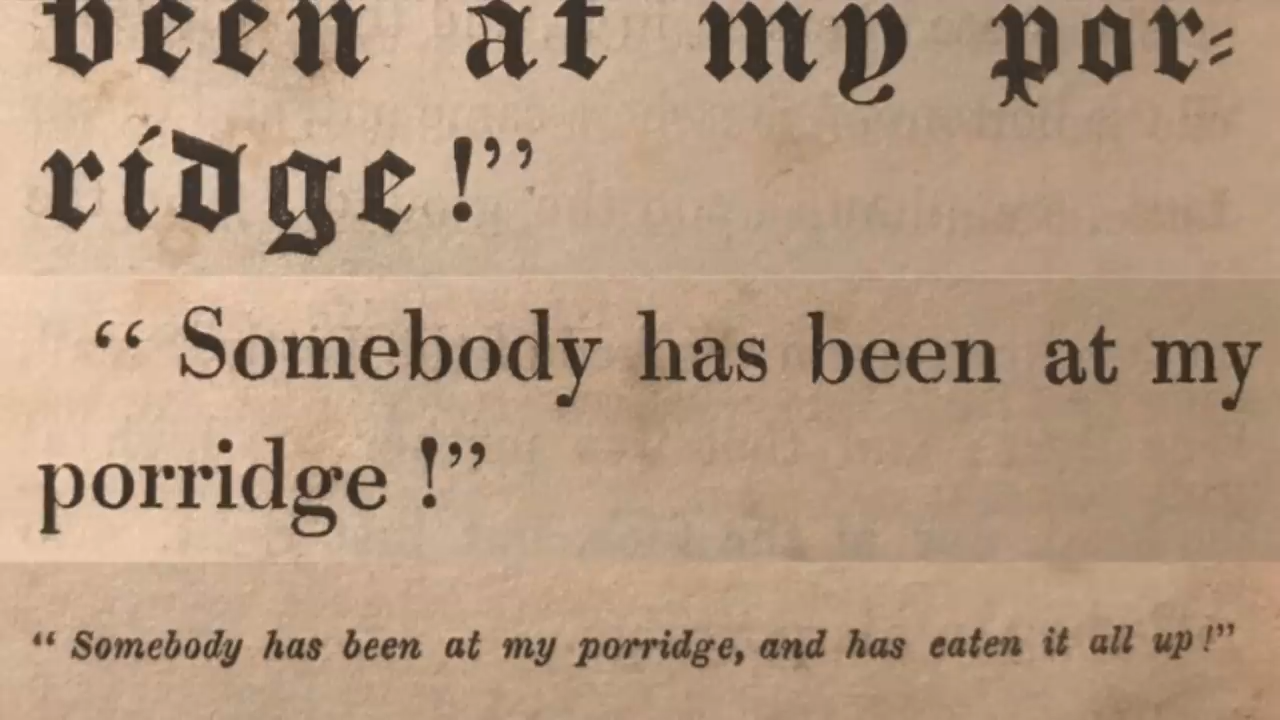 been at my por-
ridge!”
“ Somebody has been at my
porridge !”
“ Somebody has been at my porridge, and has eaten it all up!”